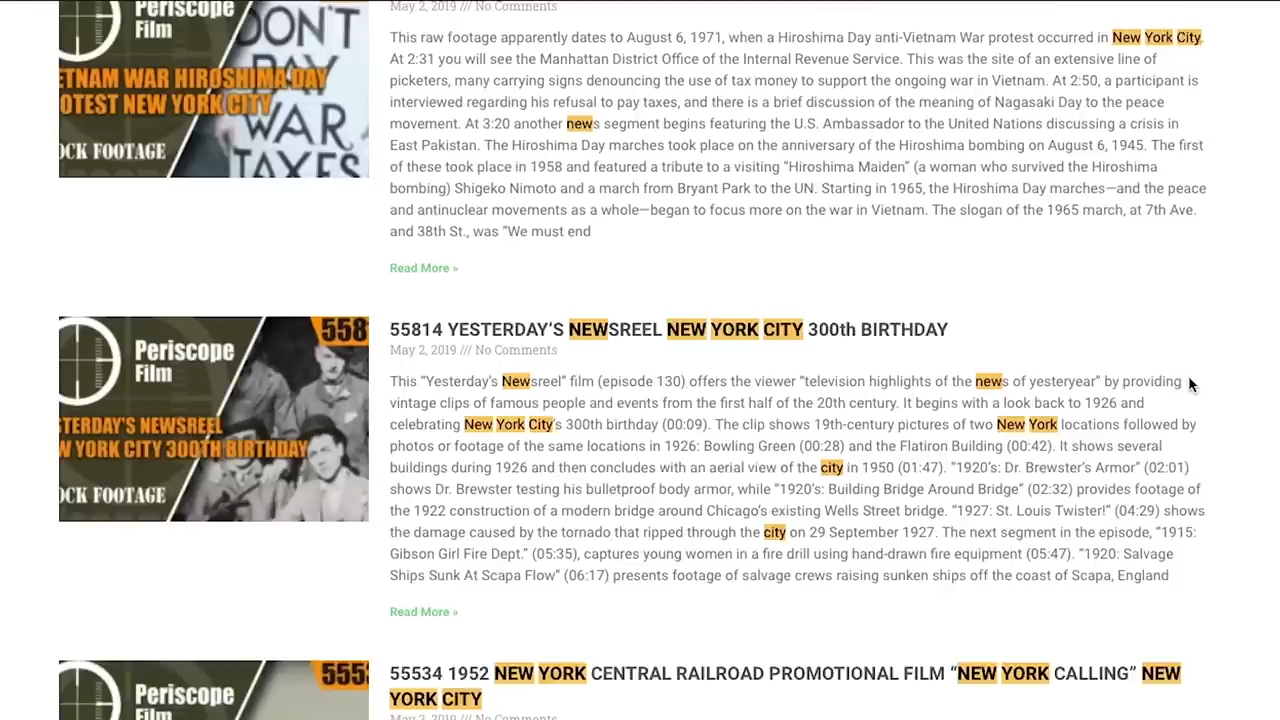 Periscope
Film
DON'T
PAY
WAR
TAXES
ETNAM WAR HIROSHIMA DAY
OTEST NEW YORK CITY
OCK FOOTAGE
May 2, 2019 /// No Comments
This raw footage apparently dates to August 6, 1971, when a Hiroshima Day anti-Vietnam War protest occurred in New York City.
At 2:31 you will see the Manhattan District Office of the Internal Revenue Service. This was the site of an extensive line of
picketers, many carrying signs denouncing the use of tax money to support the ongoing war in Vietnam. At 2:50, a participant is
interviewed regarding his refusal to pay taxes, and there is a brief discussion of the meaning of Nagasaki Day to the peace
movement. At 3:20 another news segment begins featuring the U.S. Ambassador to the United Nations discussing a crisis in
East Pakistan. The Hiroshima Day marches took place on the anniversary of the Hiroshima bombing on August 6, 1945. The first
of these took place in 1958 and featured a tribute to a visiting “Hiroshima Maiden” (a woman who survived the Hiroshima
bombing) Shigeko Nimoto and a march from Bryant Park to the UN. Starting in 1965, the Hiroshima Day marches—and the peace
and antinuclear movements as a whole—began to focus more on the war in Vietnam. The slogan of the 1965 march, at 7th Ave.
and 38th St., was “We must end
Read More »
558
Periscope
Film
STERDAY'S NEWSREEL
W YORK CITY 300TH BIRTHDAY
OCK FOOTAGE
55814 YESTERDAY’S NEWSREEL NEW YORK CITY 300th BIRTHDAY
May 2, 2019 /// No Comments
This “Yesterday’s Newsreel” film (episode 130) offers the viewer “television highlights of the news of yesteryear” by providing
vintage clips of famous people and events from the first half of the 20th century. It begins with a look back to 1926 and
celebrating New York City’s 300th birthday (00:09). The clip shows 19th-century pictures of two New York locations followed by
photos or footage of the same locations in 1926: Bowling Green (00:28) and the Flatiron Building (00:42). It shows several
buildings during 1926 and then concludes with an aerial view of the city in 1950 (01:47). “1920’s: Dr. Brewster’s Armor” (02:01)
shows Dr. Brewster testing his bulletproof body armor, while “1920’s: Building Bridge Around Bridge” (02:32) provides footage of
the 1922 construction of a modern bridge around Chicago’s existing Wells Street bridge. “1927: St. Louis Twister!” (04:29) shows
the damage caused by the tornado that ripped through the city on 29 September 1927. The next segment in the episode, “1915:
Gibson Girl Fire Dept.” (05:35), captures young women in a fire drill using hand-drawn fire equipment (05:47). “1920: Salvage
Ships Sunk At Scapa Flow” (06:17) presents footage of salvage crews raising sunken ships off the coast of Scapa, England
Read More »
555
Periscope
Film
55534 1952 NEW YORK CENTRAL RAILROAD PROMOTIONAL FILM “NEW YORK CALLING” NEW
YORK CITY
May 2, 2019 /// No Comments